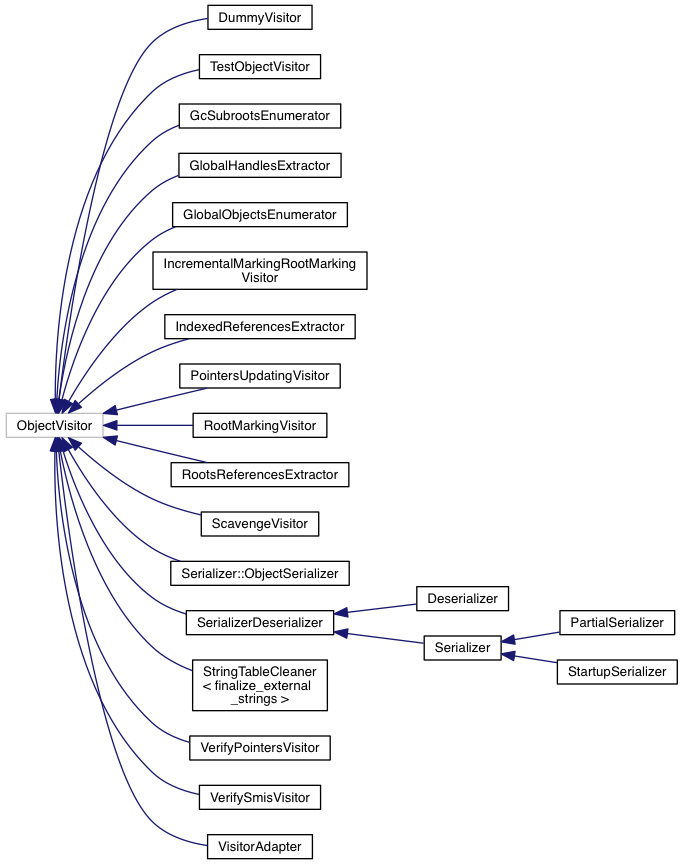 DummyVisitor
TestObjectVisitor
GcSubrootsEnumerator
GlobalHandlesExtractor
GlobalObjectsEnumerator
IncrementalMarkingRootMarking
Visitor
IndexedReferencesExtractor
PointersUpdatingVisitor
ObjectVisitor
RootMarkingVisitor
RootsReferencesExtractor
ScavengeVisitor
Serializer::ObjectSerializer
SerializerDeserializer
Deserializer
Serializer
PartialSerializer
StartupSerializer
StringTableCleaner
< finalize_external
_strings >
VerifyPointersVisitor
VerifySmisVisitor
VisitorAdapter